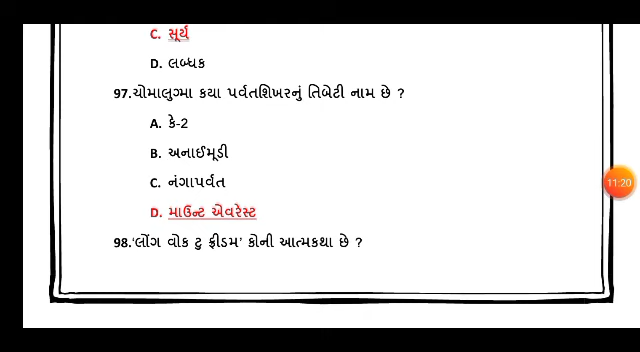 C. સૂર્ય
D. લબ્ધક
97.ચોમાલુગ્મા કયા પર્વતશિખરનું તિબેટી નામ છે ?
A. કે-2
B. અનાઈમૂડી
C. નંગાપર્વત
D. માઉન્ટ એવરેસ્ટ
11:20
98.‘લોંગ વોક ટુ ફ્રીડમ’ કોની આત્મકથા છે ?